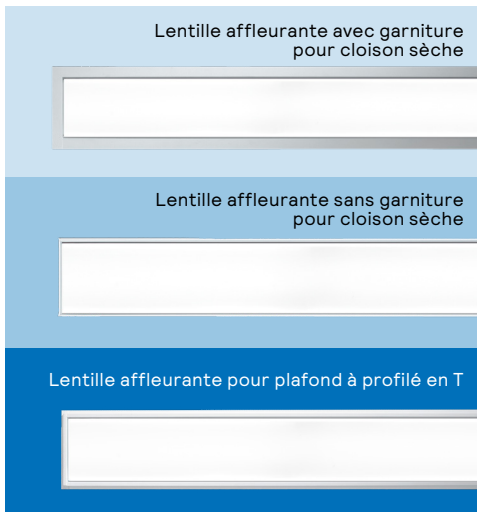 Lentille affleurante avec garniture
pour cloison sèche
Lentille affleurante sans garniture
pour cloison sèche
Lentille affleurante pour plafond à profilé en T